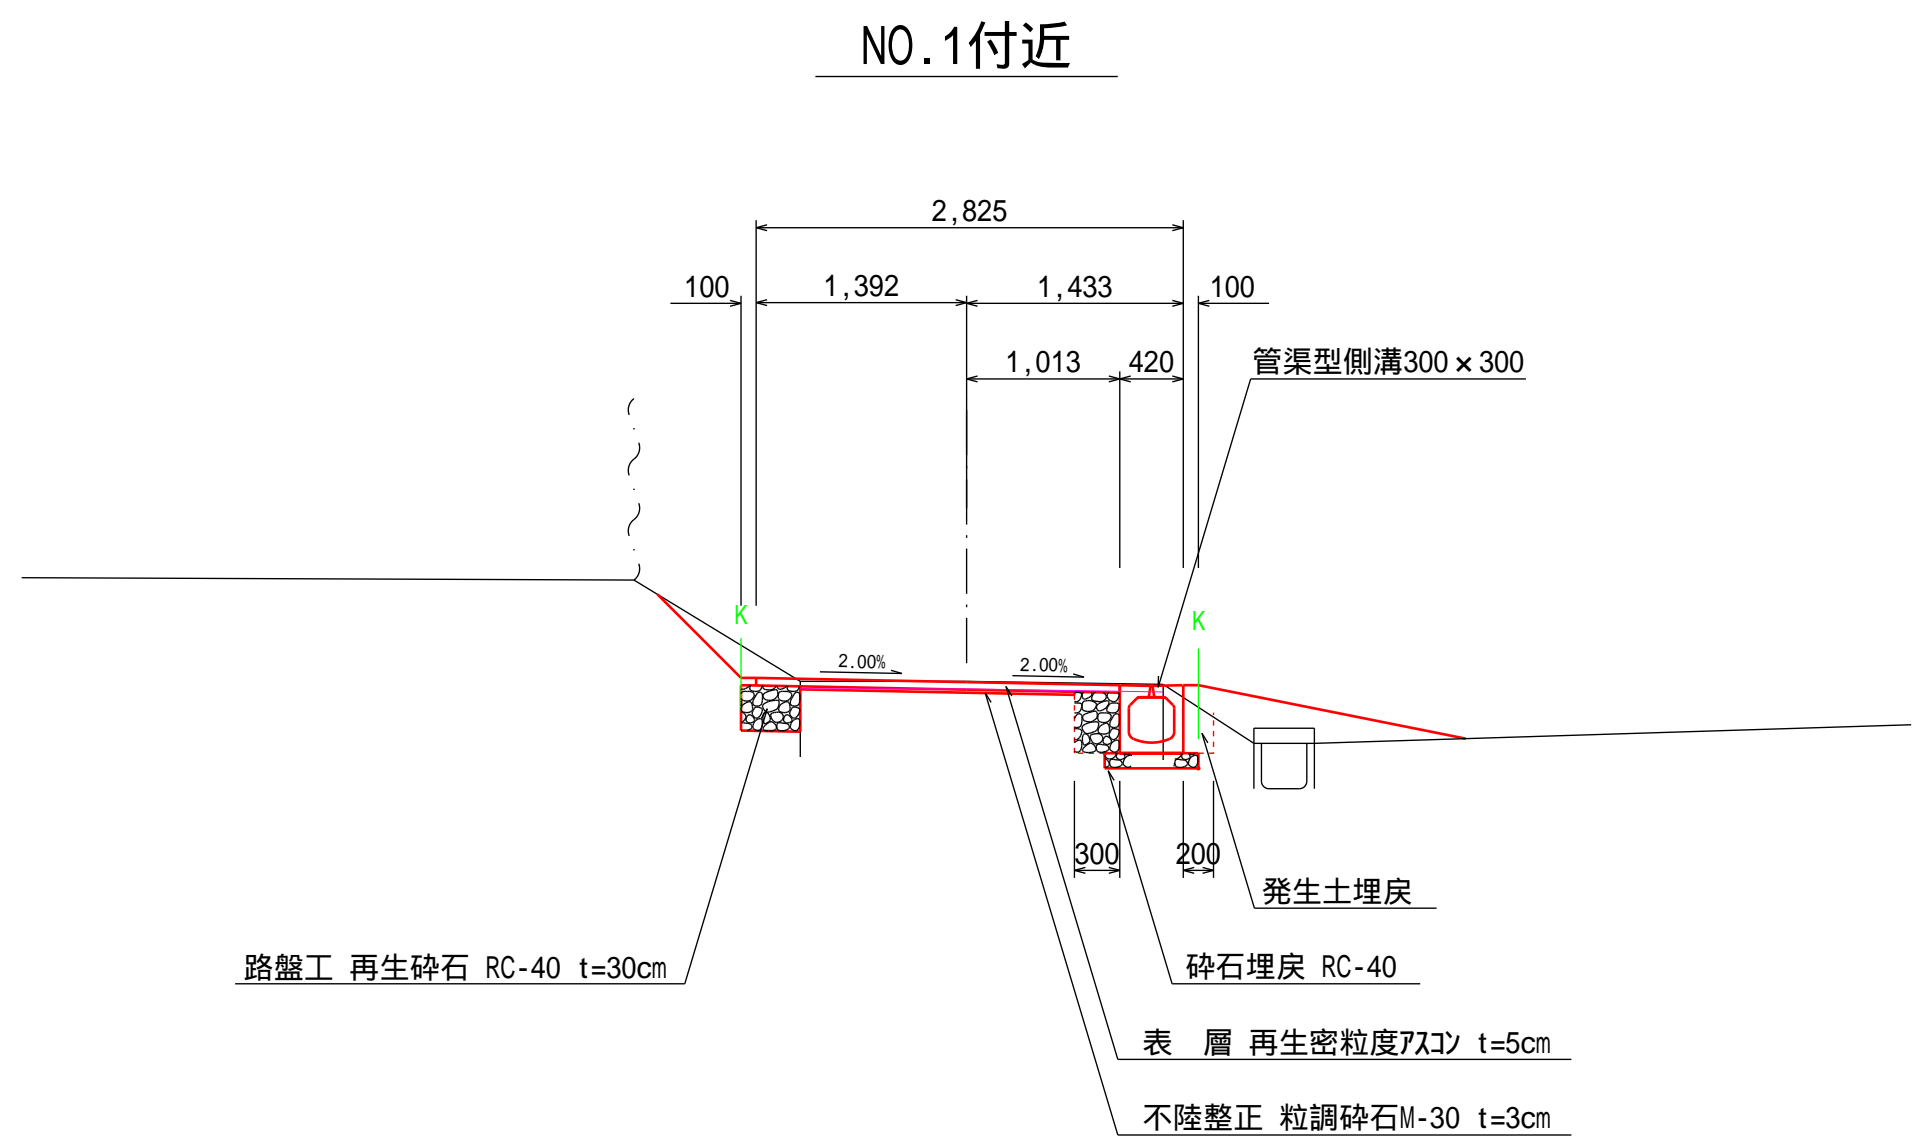 NO.1付近
2,825
100 1,392 1,433 100
1,013 420
管渠型側溝300×300
K K
2.00% 2.00%
300 200
発生土埋戻
路盤工 再生砕石 RC-40 t=30cm
砕石埋戻 RC-40
表　層 再生密粒度アスコン t=5cm
不陸整正 粒調砕石M-30 t=3cm